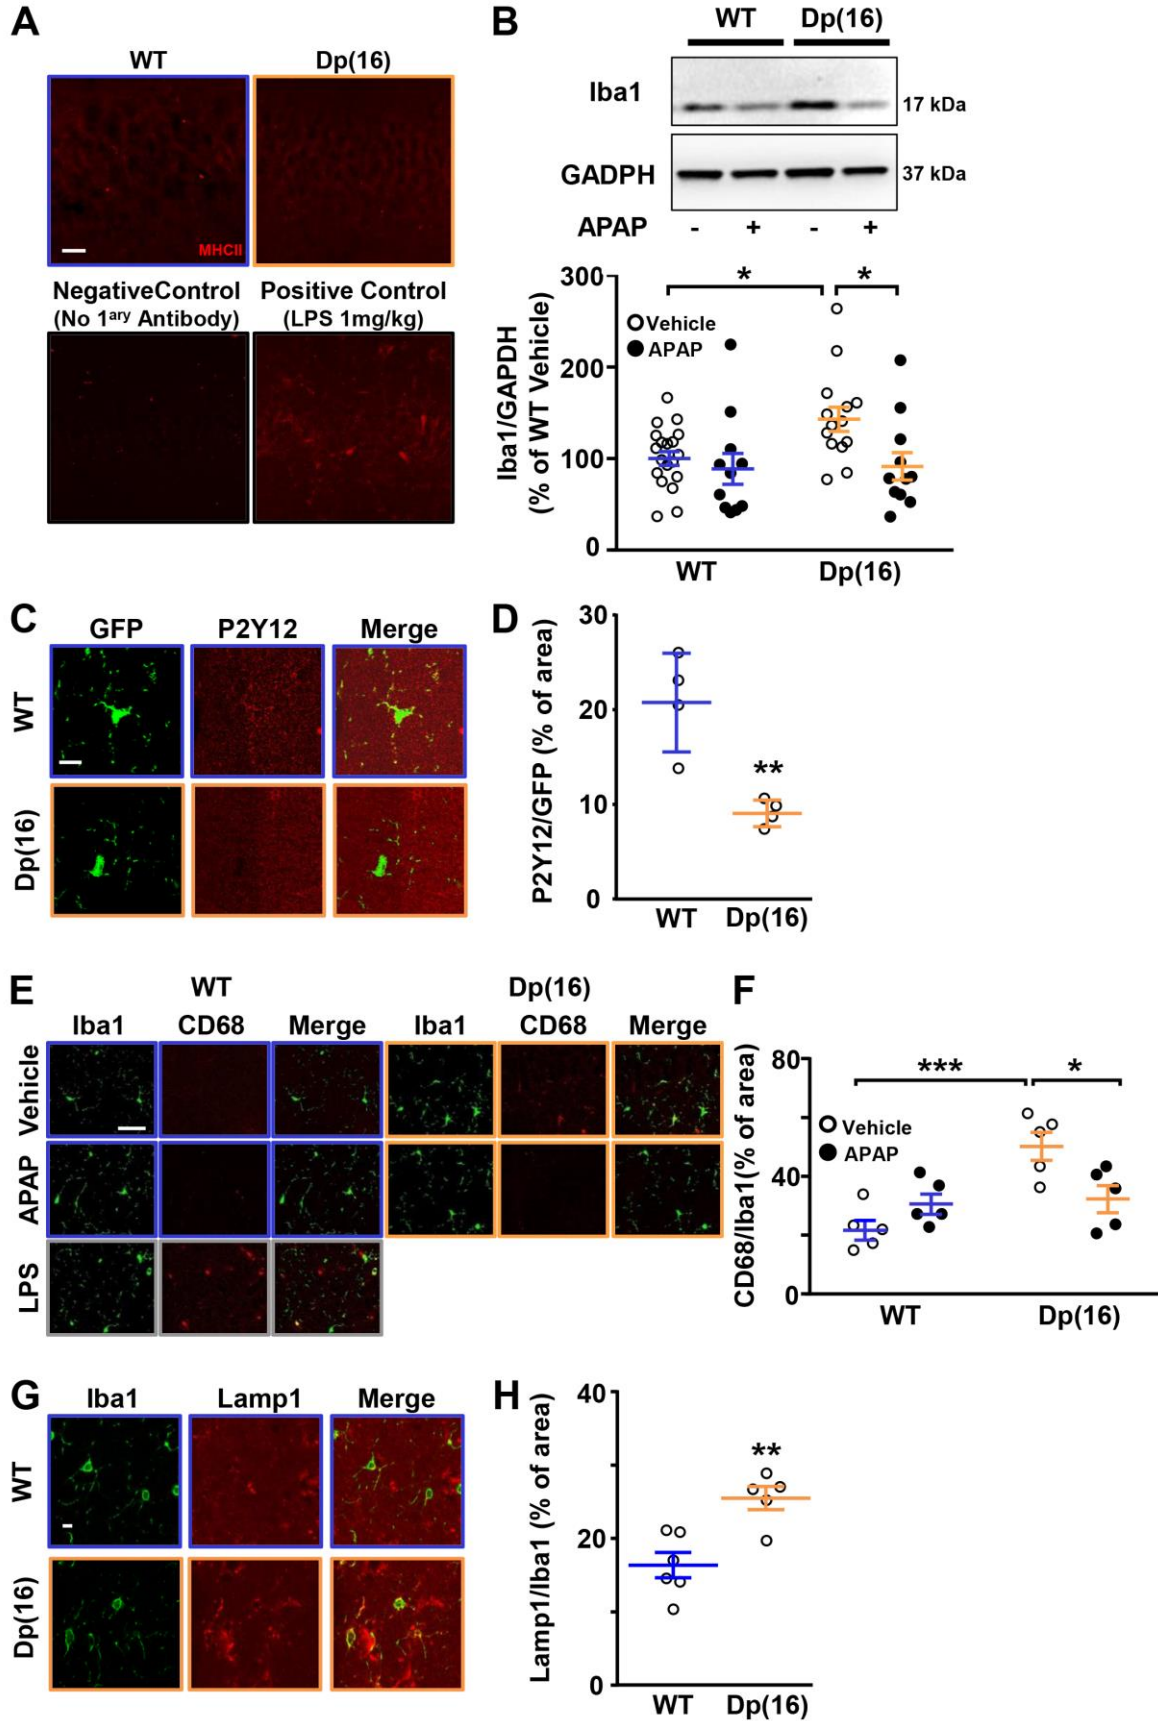 A
WT
Dp(16)
MHCII
NegativeControl
(No 1ary Antibody)
Positive Control
(LPS 1mg/kg)
B
WT
Dp(16)
Iba1
17 kDa
GADPH
37 kDa
APAP
-
+
-
+
Iba1/GAPDH
(% of WT Vehicle)
300
200
100
0
Vehicle
APAP
*
*
WT
Dp(16)
C
GFP
P2Y12
Merge
WT
Dp(16)
D
P2Y12/GFP (% of area)
30
20
10
0
**
WT
Dp(16)
E
WT
Dp(16)
Iba1
CD68
Merge
Iba1
CD68
Merge
Vehicle
APAP
LPS
F
CD68/Iba1(% of area)
80
40
0
***
*
Vehicle
APAP
WT
Dp(16)
G
Iba1
Lamp1
Merge
WT
Dp(16)
H
Lamp1/Iba1 (% of area)
40
20
0
**
WT
Dp(16)